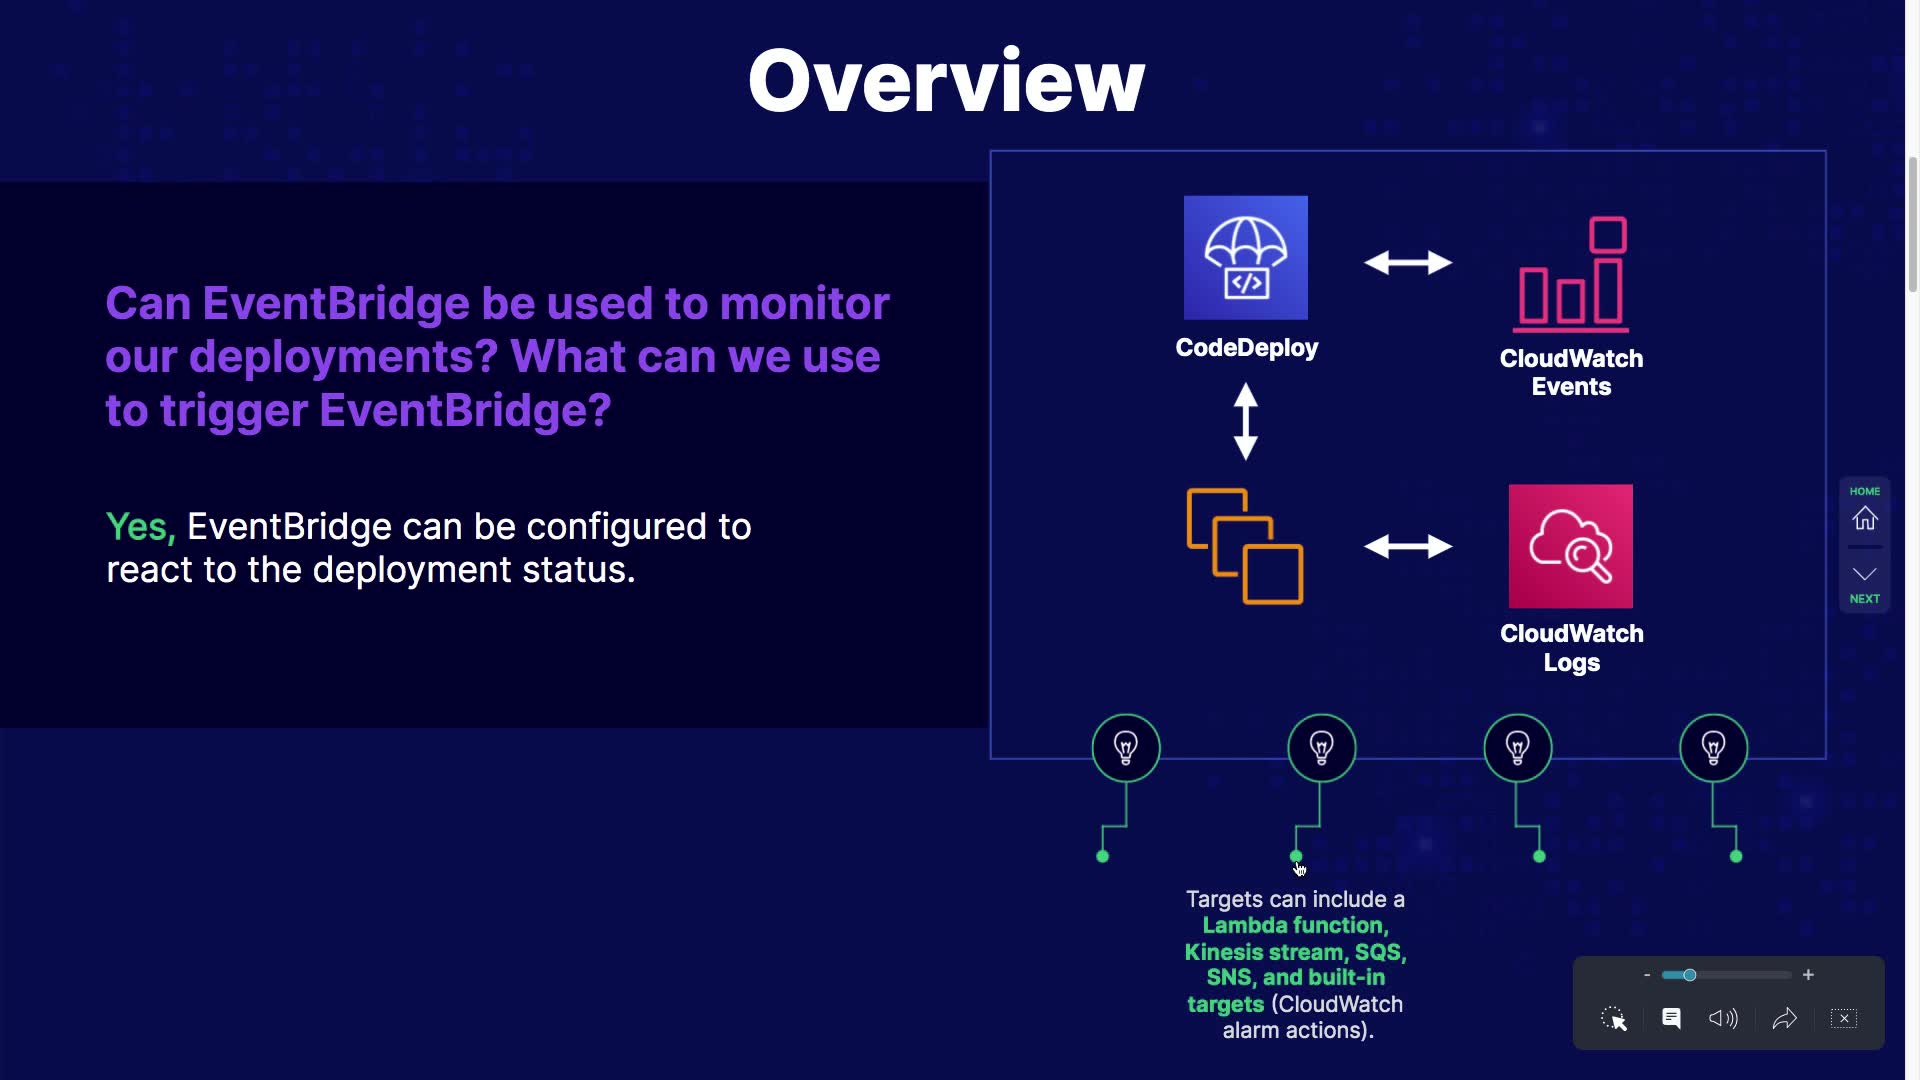 Overview
Can EventBridge be used to monitor
our deployments? What can we use
to trigger EventBridge?
Yes, EventBridge can be configured to
react to the deployment status.
</>
CodeDeploy
CloudWatch
Events
CloudWatch
Logs
Targets can include a
Lambda function,
Kinesis stream, SQS,
SNS, and built-in
targets (CloudWatch
alarm actions).
HOME
NEXT
- +